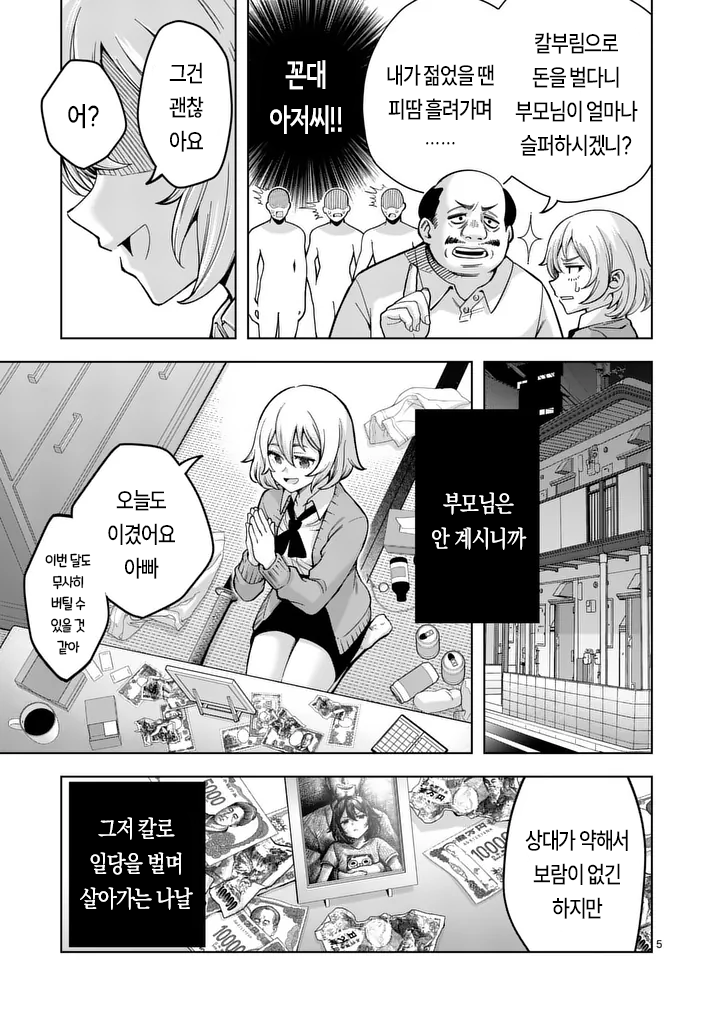 칼부림으로
돈을 벌다니
부모님이 얼마나
슬퍼하시겠니?
내가 젊었을 땐
피땀 흘려가며
……
꼰대
아저씨!!
그건
괜찮
아요
어?
부모님은
안 계시니까
오늘도
이겼어요
아빠
이번 달도
무사히
버틸 수
있을 것
같아
상대가 약해서
보람이 없긴
하지만
그저 칼로
일당을 벌며
살아가는 나날
10000
10000
5